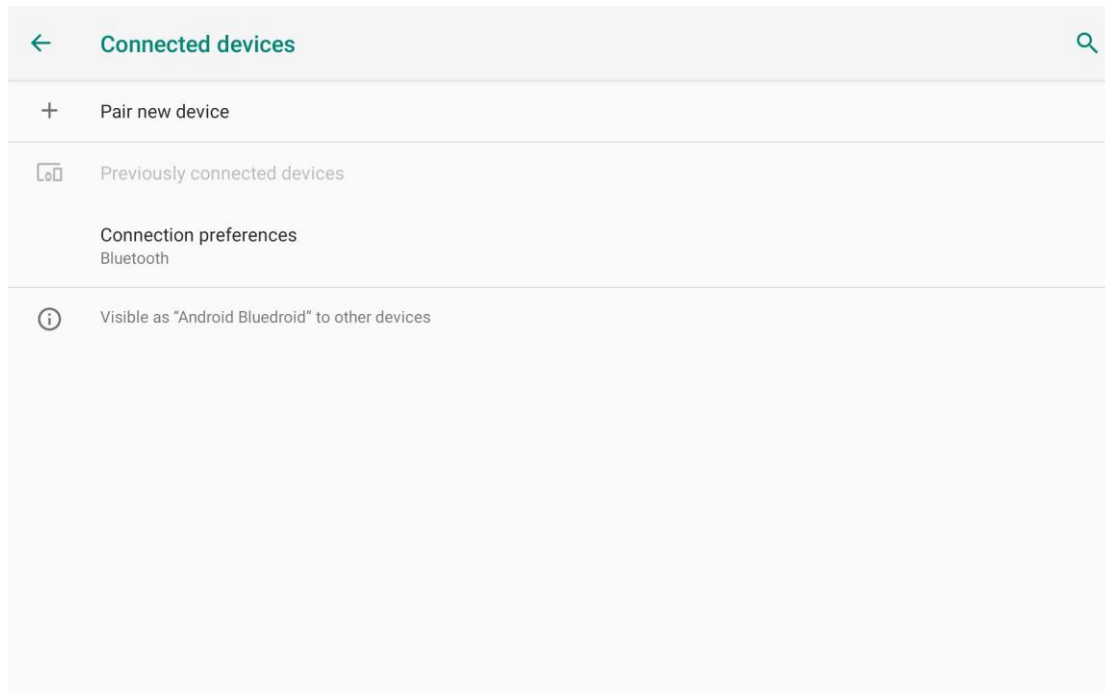 Connected devices
Pair new device
Previously connected devices
Connection preferences
Bluetooth
Visible as “Android Bluedroid” to other devices